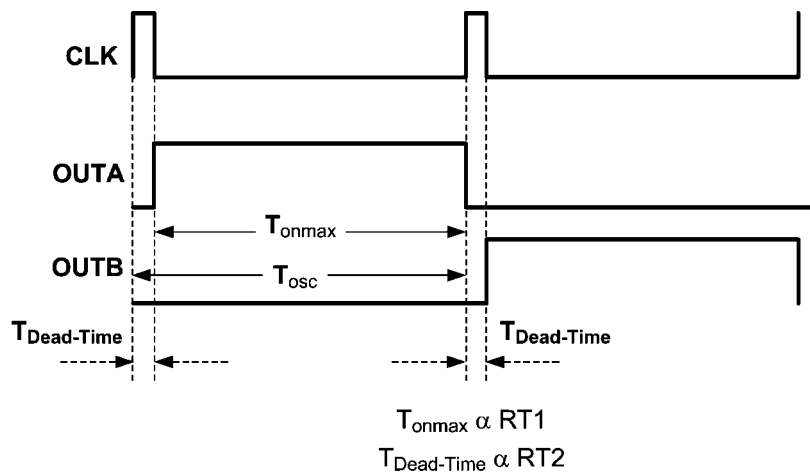 CLK
OUTA
Tonmax
OUTB
Tosc
TDead-Time
TDead-Time
Tonmax α RT1
TDead-Time α RT2